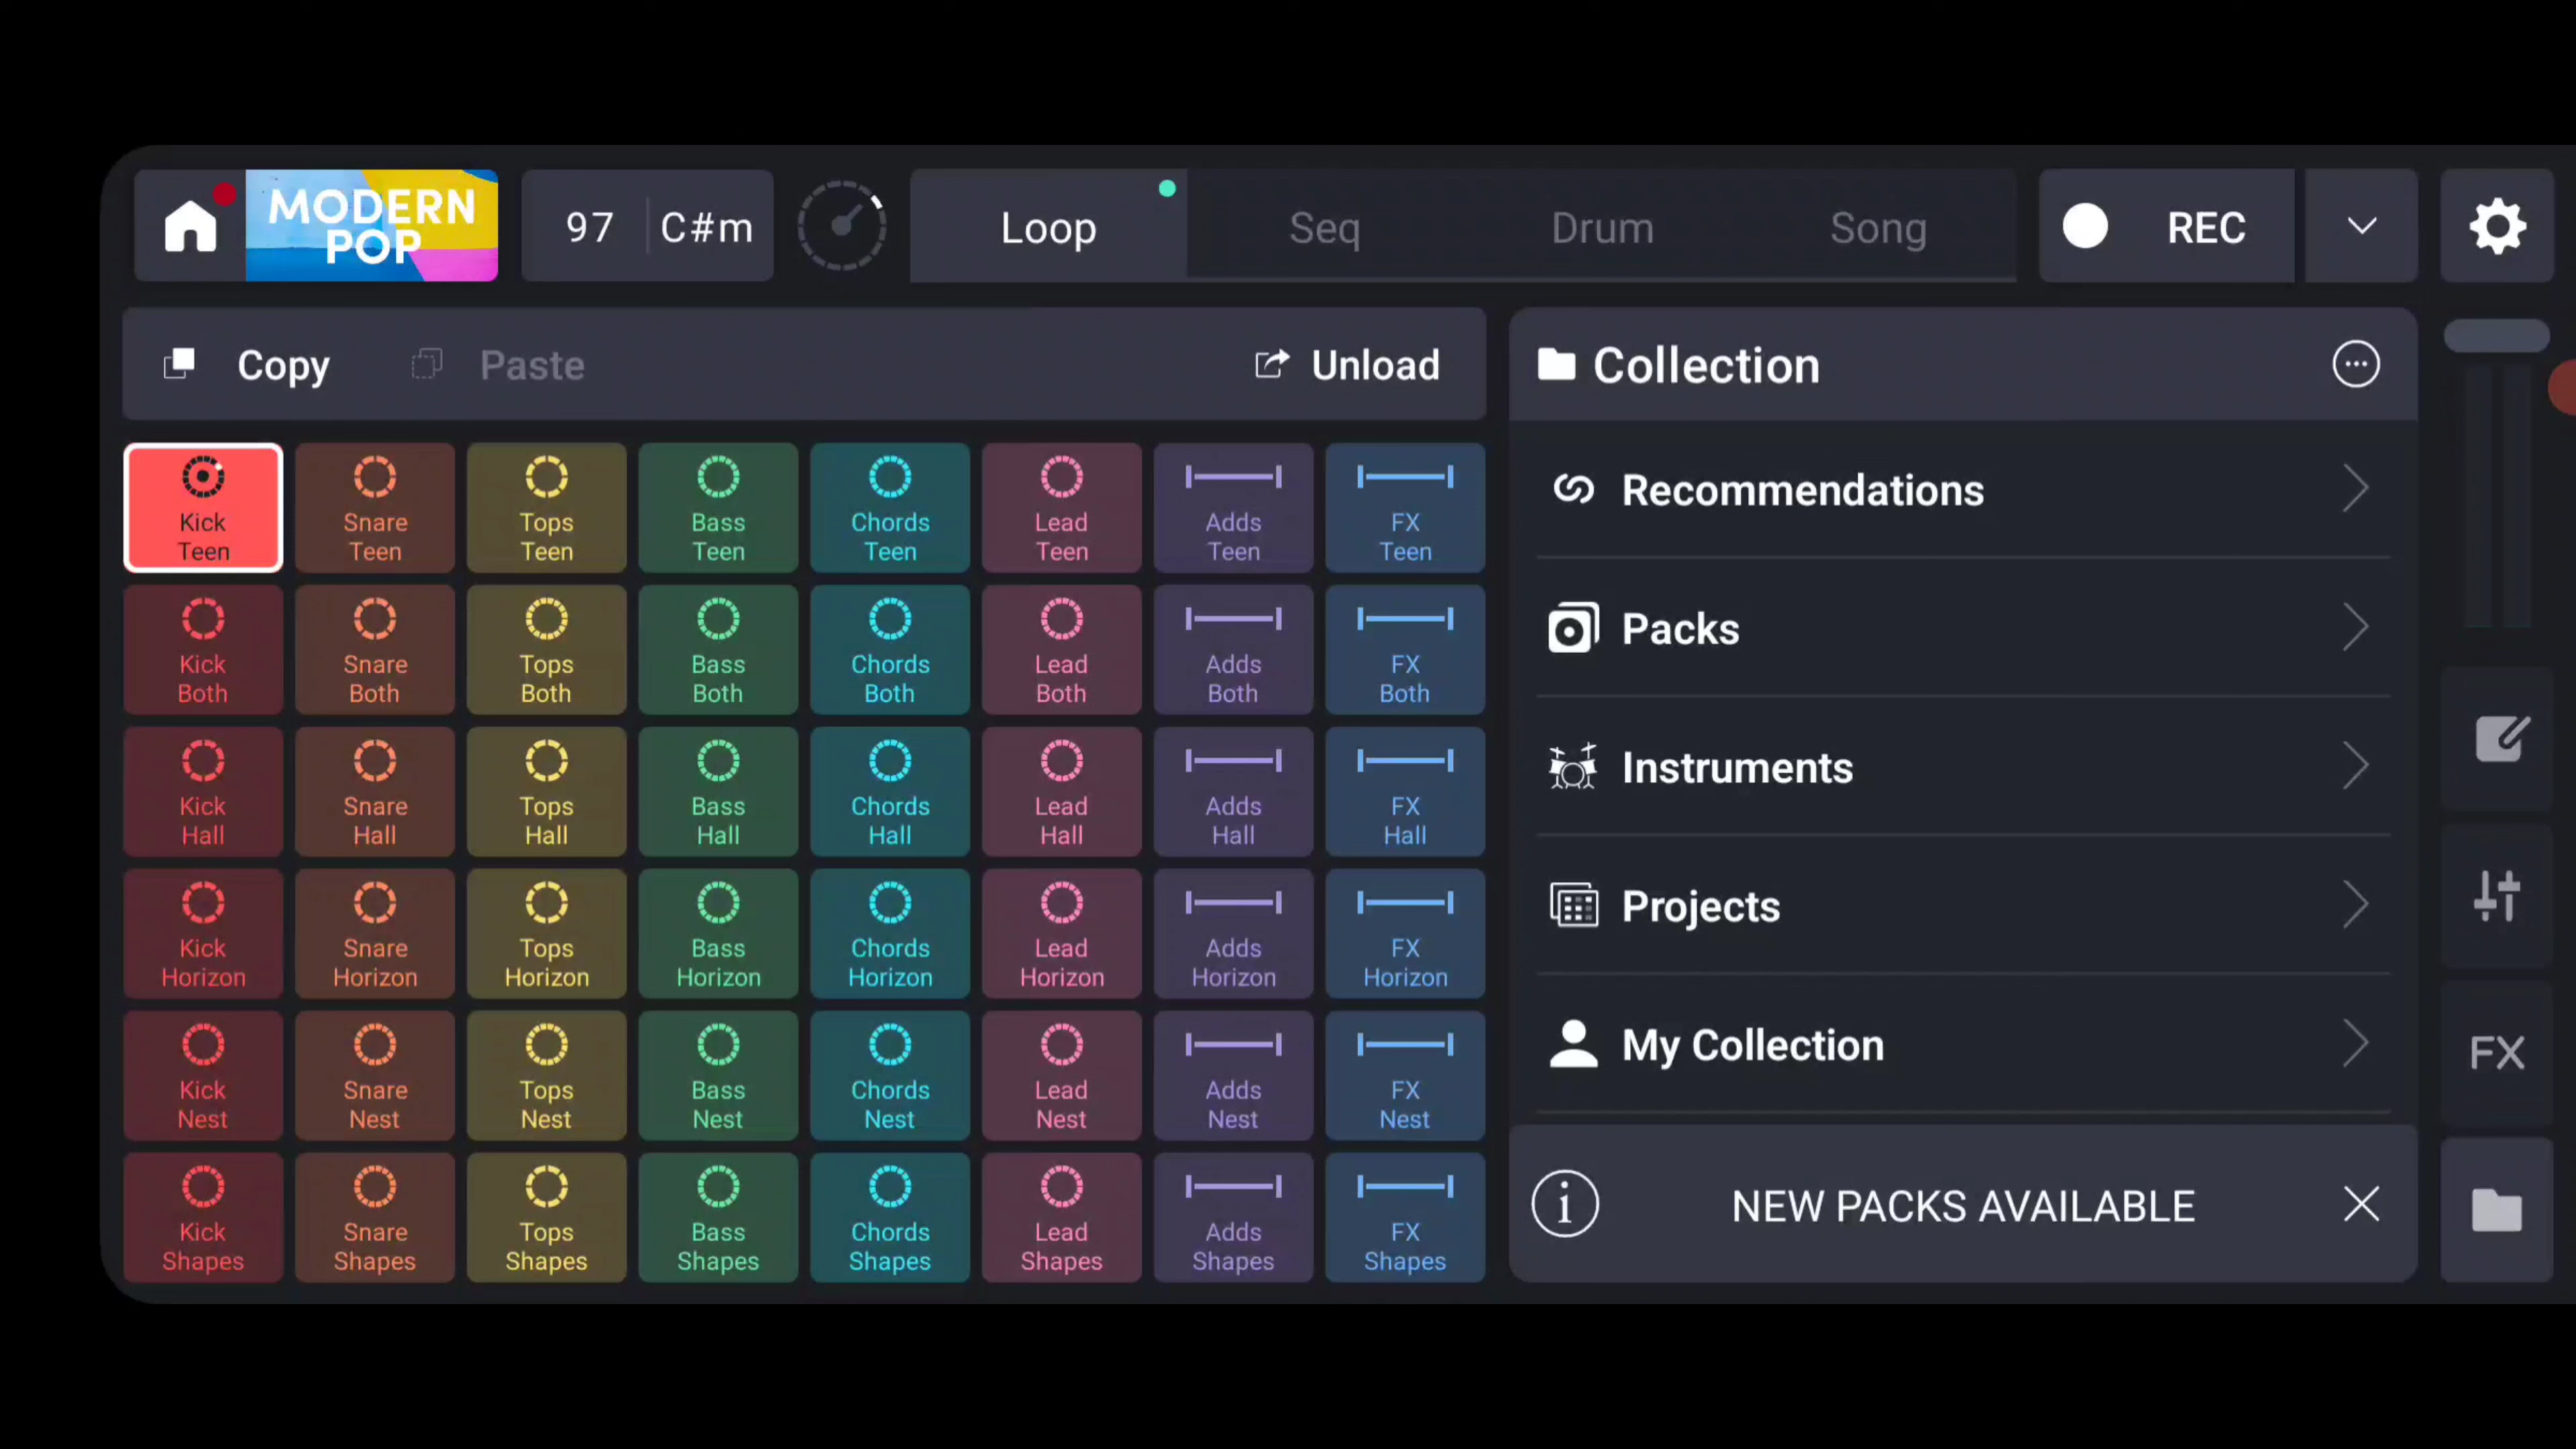 MODERN
POP
97 C#m
Loop Seq Drum Song
REC
Copy Paste Unload
Collection
Kick Teen
Snare Teen
Tops Teen
Bass Teen
Chords Teen
Lead Teen
Adds Teen
FX Teen
Kick Both
Snare Both
Tops Both
Bass Both
Chords Both
Lead Both
Adds Both
FX Both
Kick Hall
Snare Hall
Tops Hall
Bass Hall
Chords Hall
Lead Hall
Adds Hall
FX Hall
Kick Horizon
Snare Horizon
Tops Horizon
Bass Horizon
Chords Horizon
Lead Horizon
Adds Horizon
FX Horizon
Kick Nest
Snare Nest
Tops Nest
Bass Nest
Chords Nest
Lead Nest
Adds Nest
FX Nest
Kick Shapes
Snare Shapes
Tops Shapes
Bass Shapes
Chords Shapes
Lead Shapes
Adds Shapes
FX Shapes
Recommendations
Packs
Instruments
Projects
My Collection
NEW PACKS AVAILABLE
FX